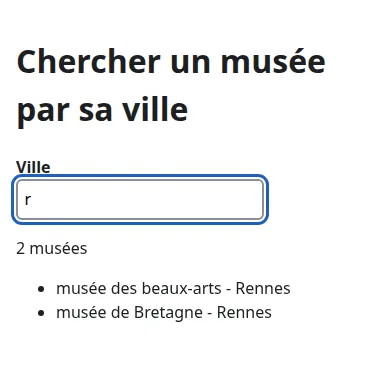 Chercher un musée
par sa ville
Ville
r
2 musées
musée des beaux-arts - Rennes
musée de Bretagne - Rennes